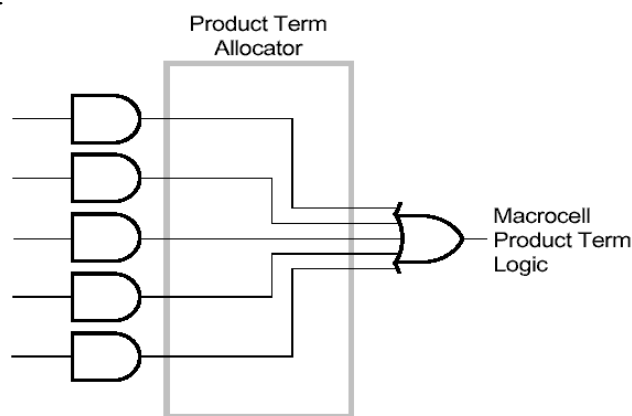 Product Term
Allocator
Macrocell
Product Term
Logic